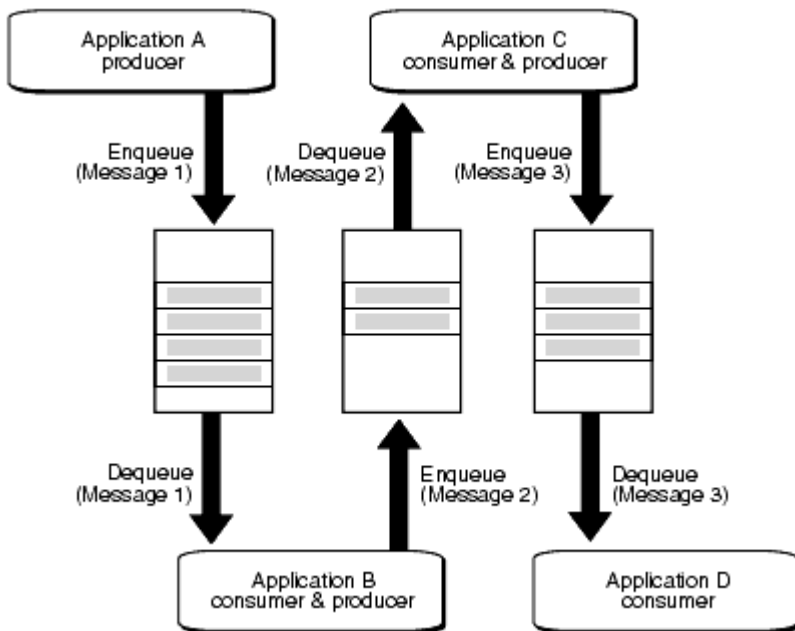 Application A
producer
Application C
consumer & producer
Enqueue
(Message 1)
Dequeue
(Message 2)
Enqueue
(Message 3)
Dequeue
(Message 1)
Enqueue
(Message 2)
Dequeue
(Message 3)
Application B
consumer & producer
Application D
consumer